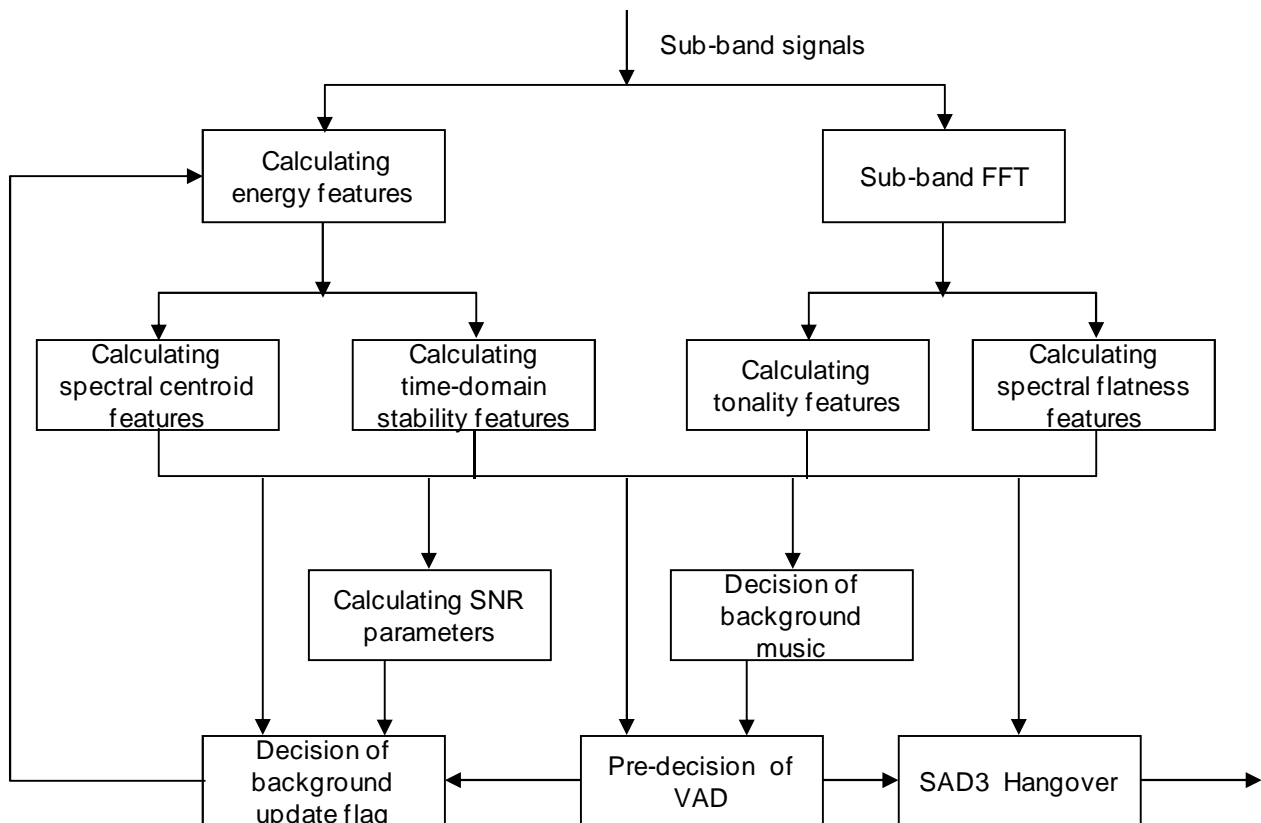 Sub-band signals
Calculating
energy features
Sub-band FFT
Calculating
spectral centroid
features
Calculating
time-domain
stability features
Calculating
tonality features
Calculating
spectral flatness
features
Calculating SNR
parameters
Decision of
background
music
Decision of
background
update flag
Pre-decision of
VAD
SAD3 Hangover